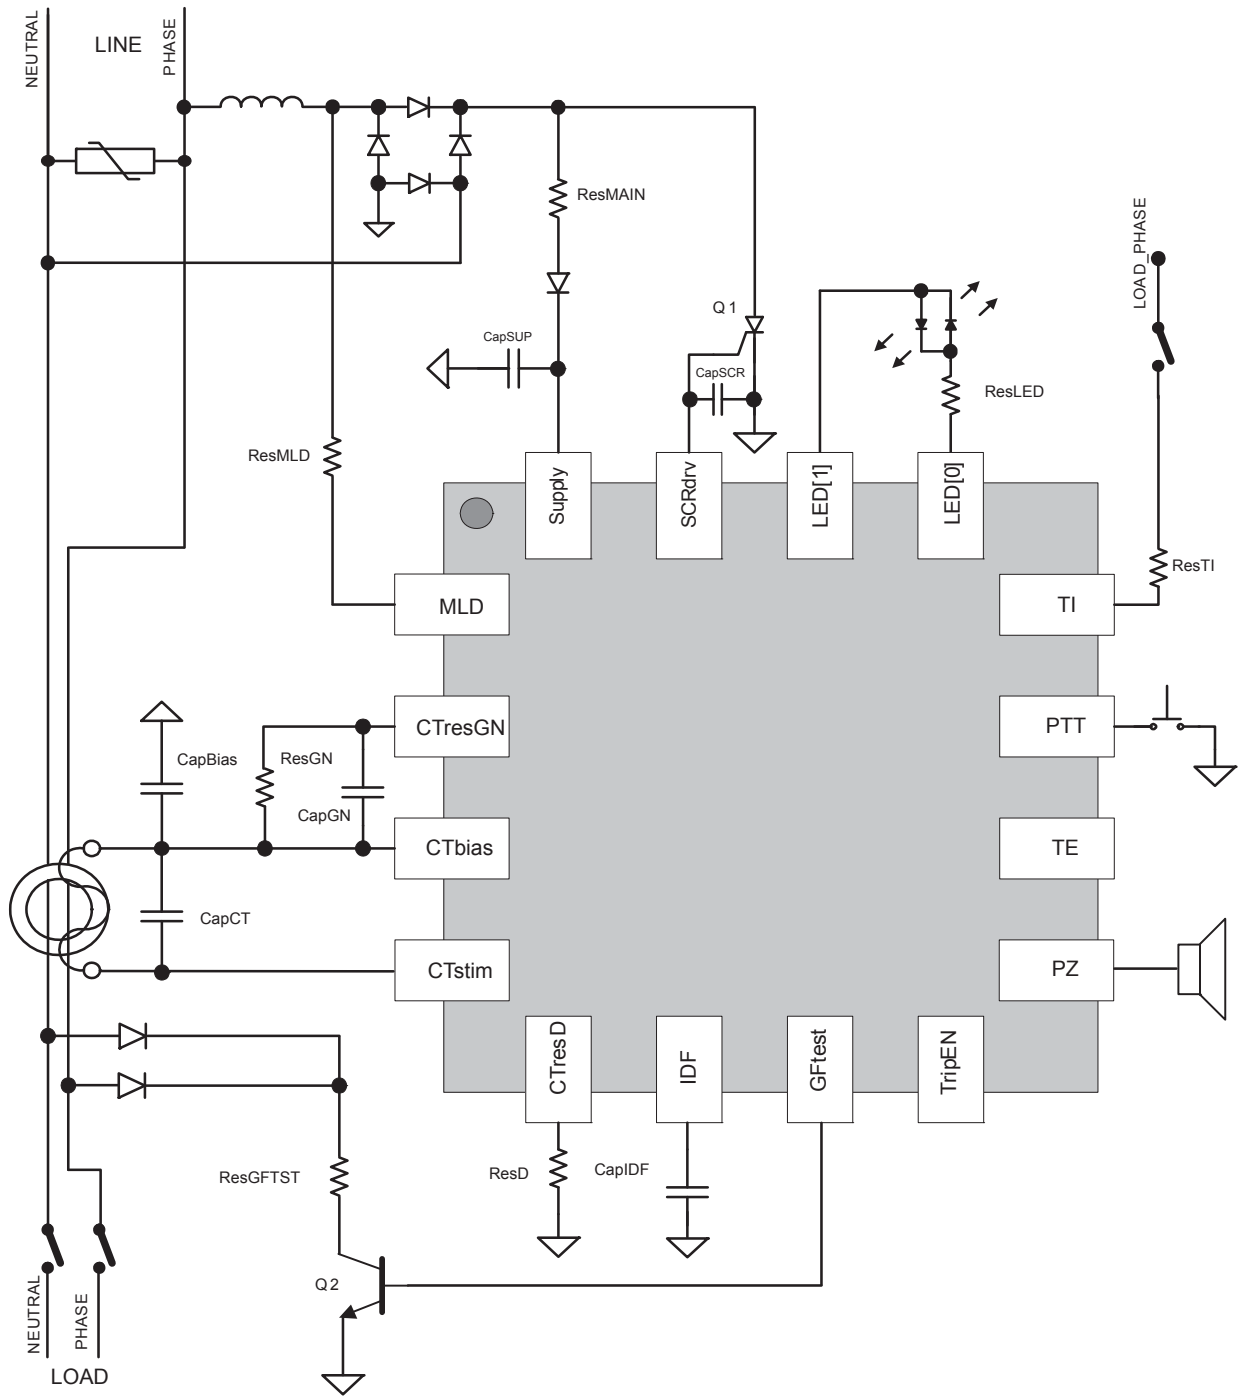 NEUTRAL
LINE
PHASE
ResMAIN
LOAD_PHASE
Q1
CapSUP
CapSCR
ResLED
ResMLD
Supply
SCRdrv
LED[1]
LED[0]
ResTI
MLD
TI
CTresGN
PTT
CapBias
ResGN
CapGN
CTbias
TE
CapCT
CTstim
PZ
CTresD
IDF
GFtest
TripEN
ResGFTST
ResD
CapIDF
Q2
NEUTRAL
PHASE
LOAD